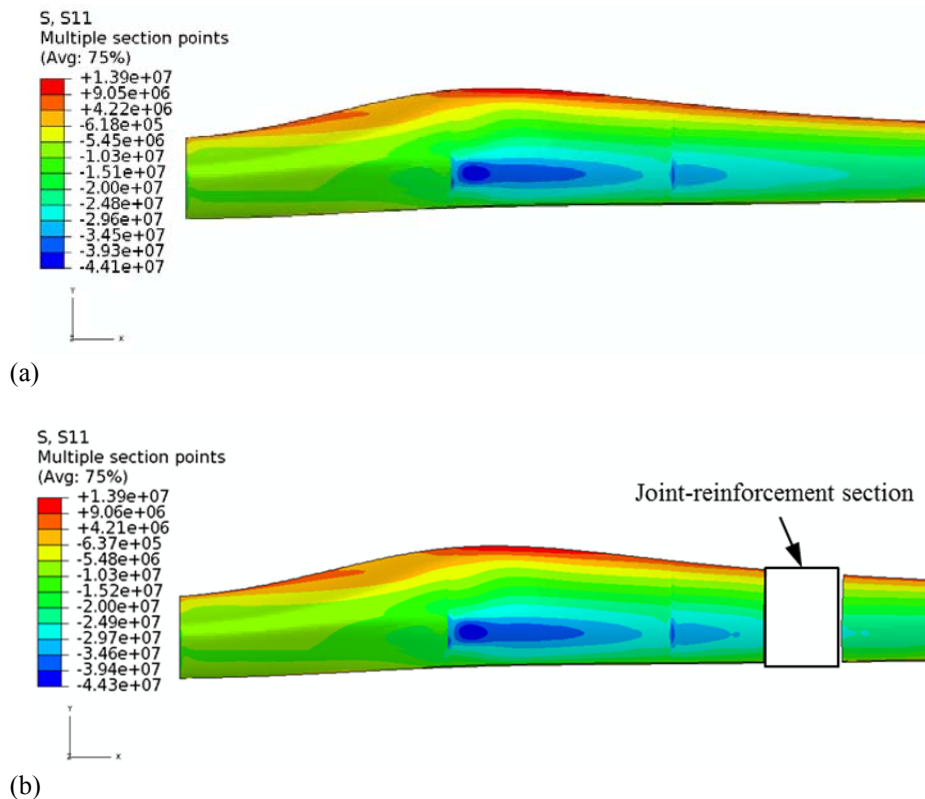 S, S11
Multiple section points
(Avg: 75%)
+1.39e+07
+9.05e+06
+4.22e+06
-6.18e+05
-5.45e+06
-1.03e+07
-1.51e+07
-2.00e+07
-2.48e+07
-2.96e+07
-3.45e+07
-3.93e+07
-4.41e+07
Y
Z
X
(a)
S, S11
Multiple section points
(Avg: 75%)
+1.39e+07
+9.06e+06
+4.21e+06
-6.37e+05
-5.48e+06
-1.03e+07
-1.52e+07
-2.00e+07
-2.49e+07
-2.97e+07
-3.46e+07
-3.94e+07
-4.43e+07
Joint-reinforcement section
Y
Z
X
(b)